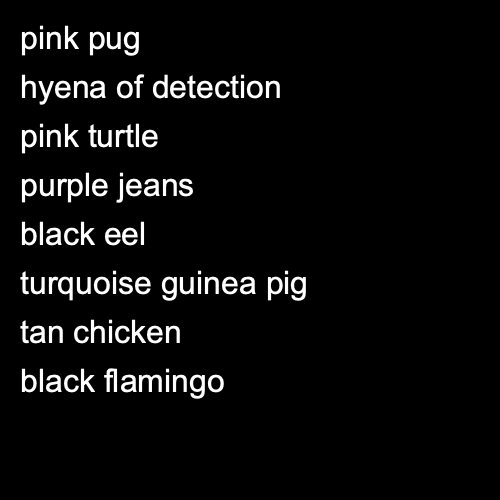 pink pug
hyena of detection
pink turtle
purple jeans
black eel
turquoise guinea pig
tan chicken
black flamingo